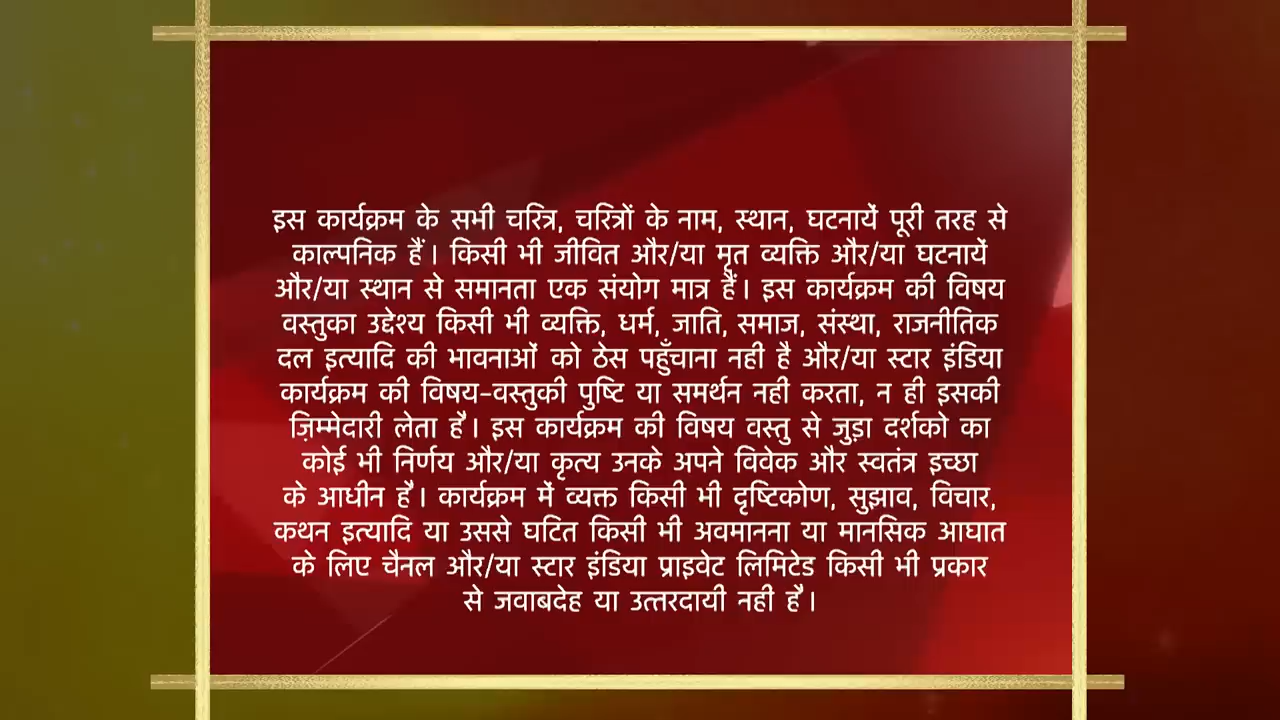 इस कार्यक्रम के सभी चरित्र, चरित्रों के नाम, स्थान, घटनायें पूरी तरह से
काल्पनिक हैं। किसी भी जीवित और/या मृत व्यक्ति और/या घटनायें
और/या स्थान से समानता एक संयोग मात्र हैं। इस कार्यक्रम की विषय
वस्तुका उद्देश्य किसी भी व्यक्ति, धर्म, जाति, समाज, संस्था, राजनीतिक
दल इत्यादि की भावनाओं को ठेस पहुँचाना नही है और/या स्टार इंडिया
कार्यक्रम की विषय-वस्तुकी पुष्टि या समर्थन नही करता, न ही इसकी
ज़िम्मेदारी लेता है। इस कार्यक्रम की विषय वस्तु से जुड़ा दर्शको का
कोई भी निर्णय और/या कृत्य उनके अपने विवेक और स्वतंत्र इच्छा
के आधीन है। कार्यक्रम में व्यक्त किसी भी दृष्टिकोण, सुझाव, विचार,
कथन इत्यादि या उससे घटित किसी भी अवमानना या मानसिक आघात
के लिए चैनल और/या स्टार इंडिया प्राइवेट लिमिटेड किसी भी प्रकार
से जवाबदेह या उत्तरदायी नही है।